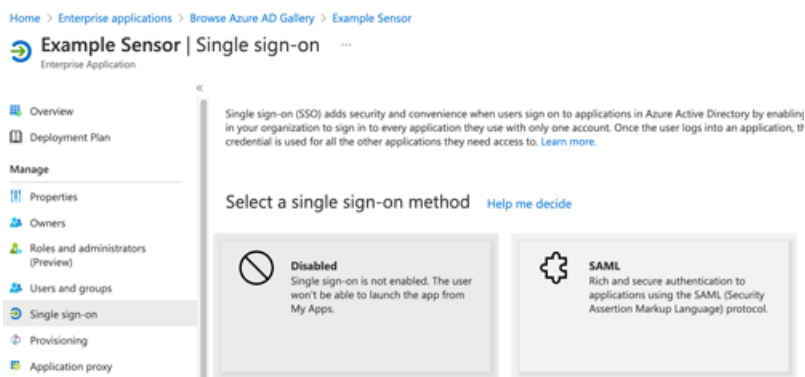 Home > Enterprise applications > Browse Azure AD Gallery > Example Sensor
Example Sensor | Single sign-on ...
Enterprise Application
«
Overview
Deployment Plan
Manage
Properties
Owners
Roles and administrators
(Preview)
Users and groups
Single sign-on
Provisioning
Application proxy
Single sign-on (SSO) adds security and convenience when users sign on to applications in Azure Active Directory by enabling
in your organization to sign in to every application they use with only one account. Once the user logs into an application, th
credential is used for all the other applications they need access to. Learn more.
Select a single sign-on method Help me decide
Disabled
Single sign-on is not enabled. The user
won't be able to launch the app from
My Apps.
SAML
Rich and secure authentication to
applications using the SAML (Security
Assertion Markup Language) protocol.